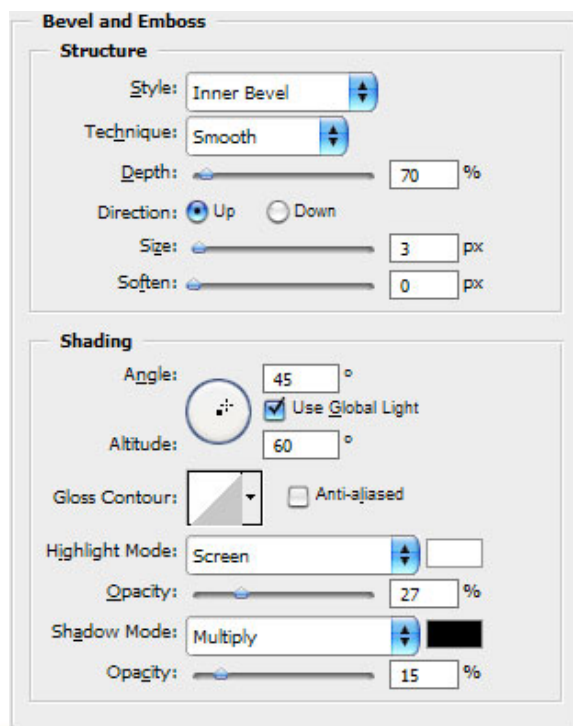 Bevel and Emboss
Structure
Style: Inner Bevel
Technique: Smooth
Depth: 70 %
Direction: Up Down
Size: 3 px
Soften: 0 px
Shading
Angle: 45 °
Use Global Light
Altitude: 60 °
Gloss Contour: Anti-aliased
Highlight Mode: Screen
Opacity: 27 %
Shadow Mode: Multiply
Opacity: 15 %